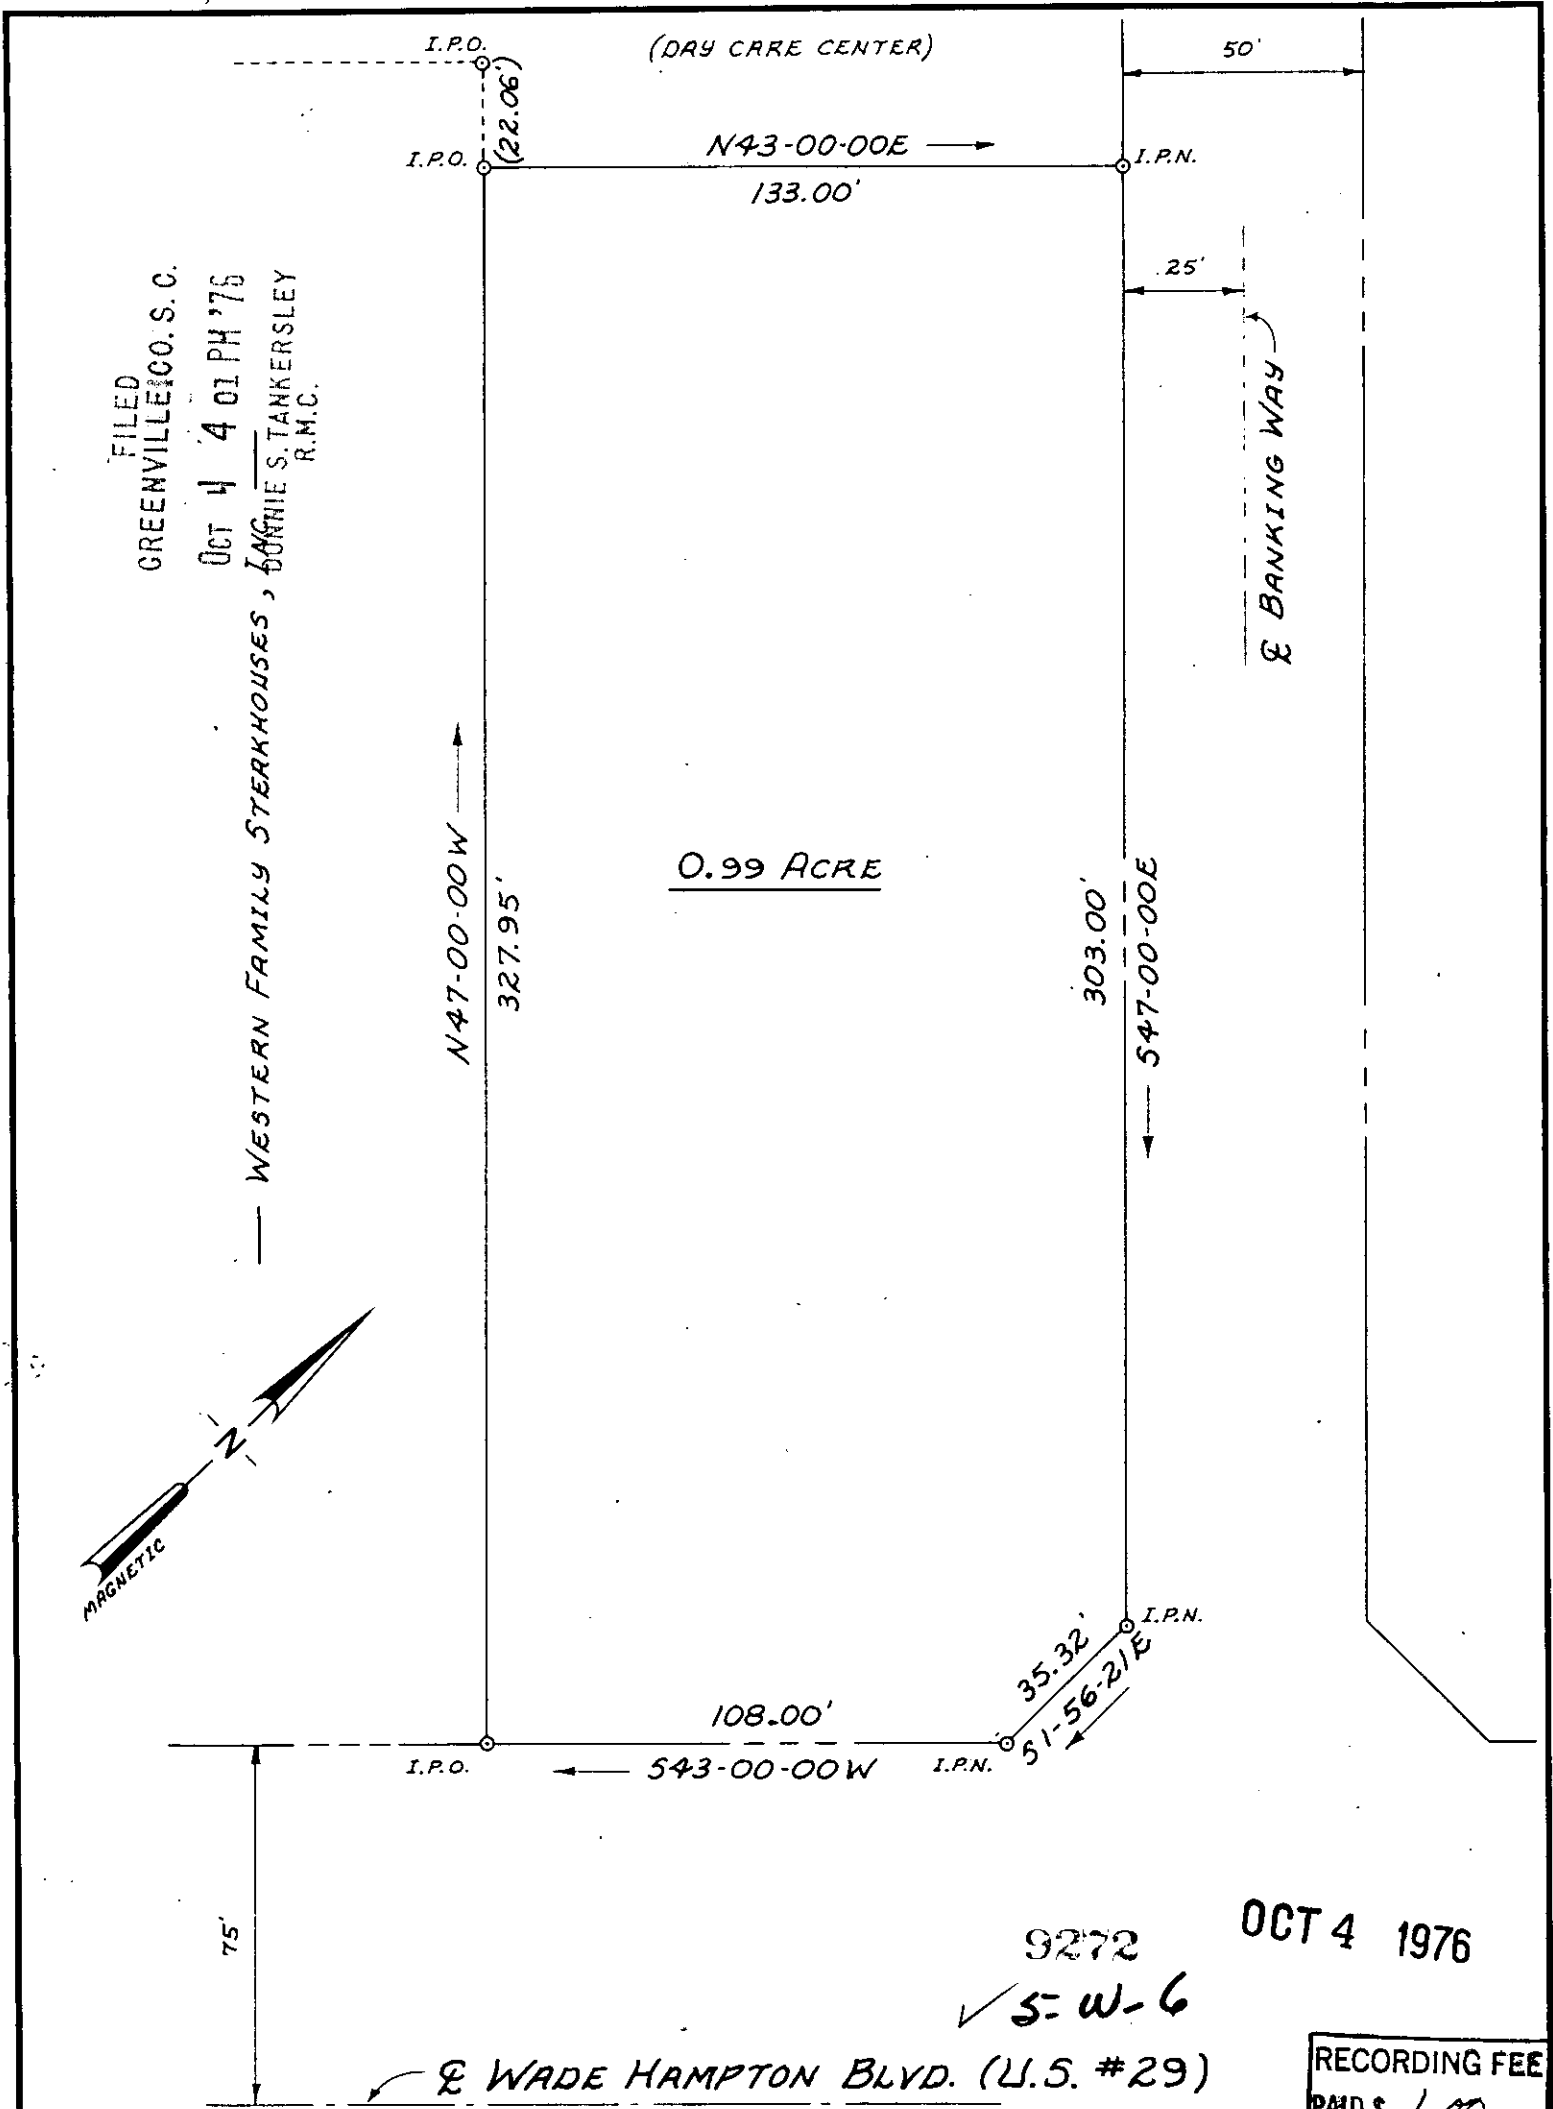 I.P.O.
(DAY CARE CENTER)
50'
(22.06')
I.P.O.
N43-00-00E
I.P.N.
133.00'
25'
FILED
GREENVILLE CO. S. C.
OCT 4 4 01 PM '76
DONNIE S. TANKERSLEY
R.M.C.
WESTERN FAMILY STEAKHOUSES, INC.
℄ BANKING WAY
N47-00-00W
327.95'
0.99 ACRE
303.00'
S47-00-00E
N
MAGNETIC
I.P.N.
35.32'
S1-56-21E
108.00'
I.P.O.
S43-00-00W
I.P.N.
75'
9272
OCT 4 1976
5-W-6
℄ WADE HAMPTON BLVD. (U.S. #29)
RECORDING FEE
PAID $